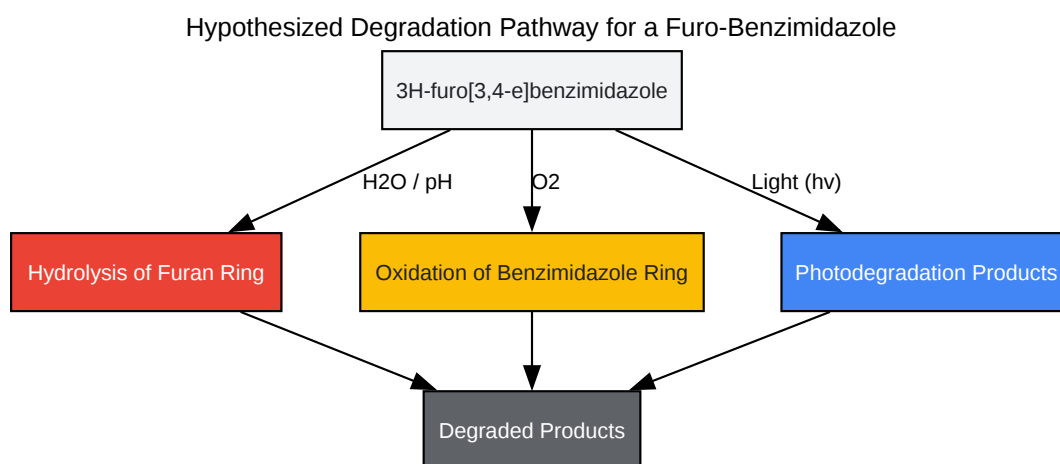 Hypothesized Degradation Pathway for a Furo-Benzimidazole
3H-furo[3,4-e]benzimidazole
H2O / pH
O2
Light (hv)
Hydrolysis of Furan Ring
Oxidation of Benzimidazole Ring
Photodegradation Products
Degraded Products